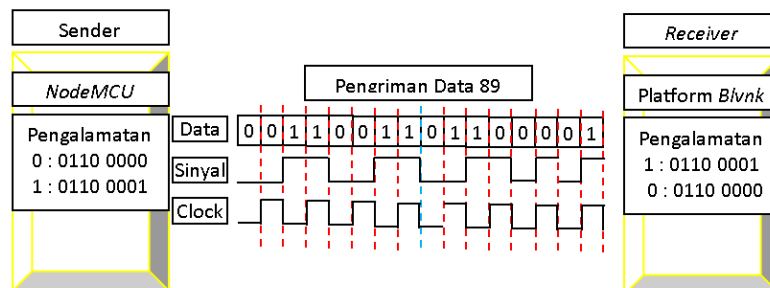 Sender
Receiver
NodeMCU
Pengriman Data 89
Platform Blynk
Data 0 0 1 1 0 0 1 1 0 1 1 0 0 0 0 1
Sinyal
Clock
Pengalamatan
0 : 0110 0000
1 : 0110 0001
Pengalamatan
1 : 0110 0001
0 : 0110 0000